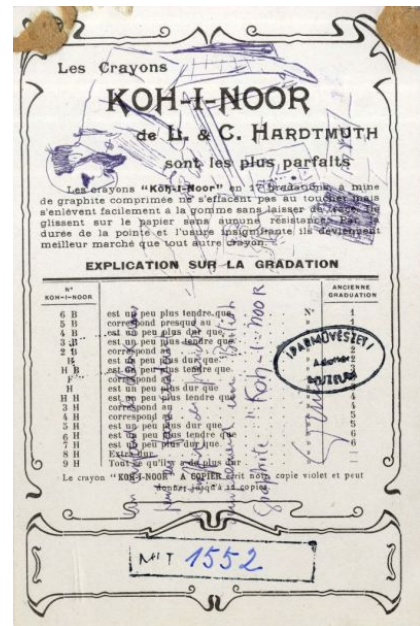 Les Crayons
KOH-I-NOOR
de L. & C. HARDTMUTH
sont les plus parfaits
Les crayons "Koh-I-Noor" en 17 gradations, à mine
de graphite comprimée ne s'effacent pas au toucher mais
s'enlèvent facilement à la gomme sans laisser de trace. Ils
glissent sur le papier sans aucune résistance. Par la
durée de la pointe et l'usure insignifiante ils deviennent
meilleur marché que tout autre crayon.
EXPLICATION SUR LA GRADATION
N° KOH-I-NOOR
ANCIENNE GRADUATION
6 B est un peu plus tendre que N° 1
5 B correspond presque au 1
4 B est un peu plus dur que
3 B est un peu plus tendre que
2 B correspond au 2
B est un peu plus dur que
H B est un peu plus tendre que
F correspond au
H est un peu plus dur que
H H est un peu plus tendre que 4
3 H correspond au 4
4 H correspond au 5
5 H est un peu plus dur que 5
6 H est un peu plus tendre que 6
7 H est un peu plus dur que 6
8 H Extra dur
9 H Tout ce qu'il y a de plus dur
Le crayon "KOH-I-NOOR" A COPIER écrit noir, copie violet et peut
donner jusqu'à 12 copies
Graphite "Koh-I-Noor
IPARMŰVÉSZETI
MÚZEUM
MLT 1552